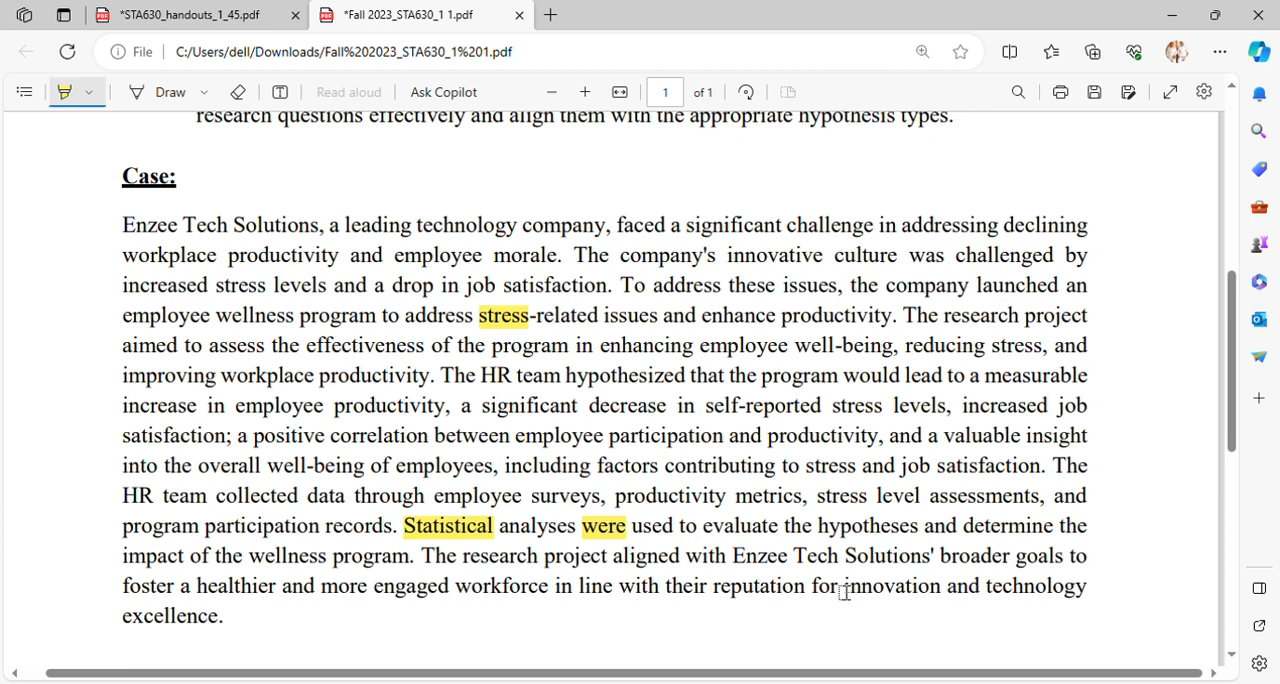 *STA630_handouts_1_45.pdf
*Fall 2023_STA630_1 1.pdf
File C:/Users/dell/Downloads/Fall%202023_STA630_1%201.pdf
Draw Read aloud Ask Copilot 1 of 1
research questions effectively and align them with the appropriate hypothesis types.
Case:
Enzee Tech Solutions, a leading technology company, faced a significant challenge in addressing declining
workplace productivity and employee morale. The company's innovative culture was challenged by
increased stress levels and a drop in job satisfaction. To address these issues, the company launched an
employee wellness program to address stress-related issues and enhance productivity. The research project
aimed to assess the effectiveness of the program in enhancing employee well-being, reducing stress, and
improving workplace productivity. The HR team hypothesized that the program would lead to a measurable
increase in employee productivity, a significant decrease in self-reported stress levels, increased job
satisfaction; a positive correlation between employee participation and productivity, and a valuable insight
into the overall well-being of employees, including factors contributing to stress and job satisfaction. The
HR team collected data through employee surveys, productivity metrics, stress level assessments, and
program participation records. Statistical analyses were used to evaluate the hypotheses and determine the
impact of the wellness program. The research project aligned with Enzee Tech Solutions' broader goals to
foster a healthier and more engaged workforce in line with their reputation for innovation and technology
excellence.